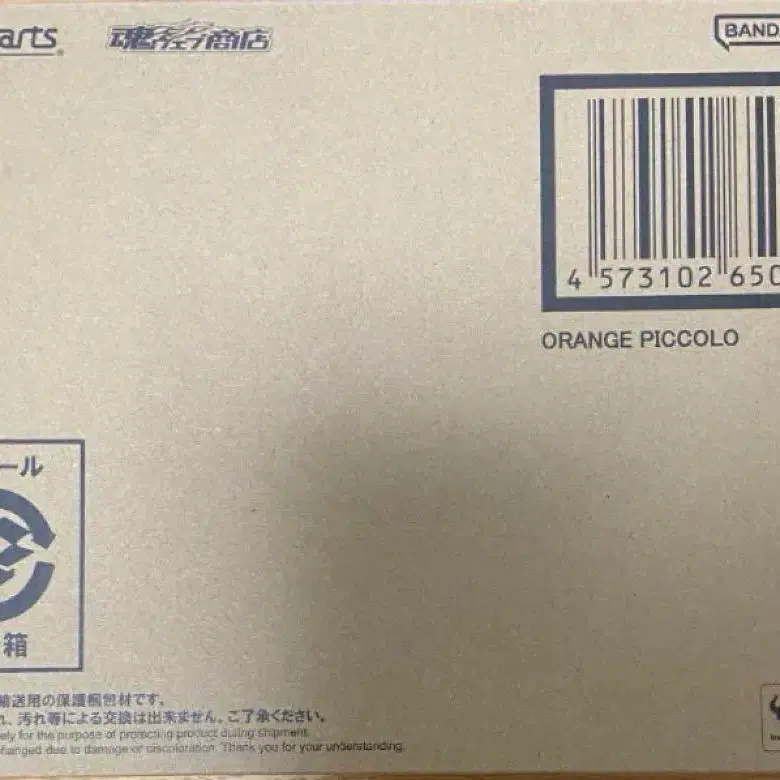 arts®
魂ウェブ商店
BAND
4 573102 650
ORANGE PICCOLO
ール
箱
輸送用の保護梱包材です。
れ、汚れ等による交換は出来ません。ご了承ください。
ely for the purpose of protecting product during shipment.
changed due to damage or discoloration. Thank you for your understanding.